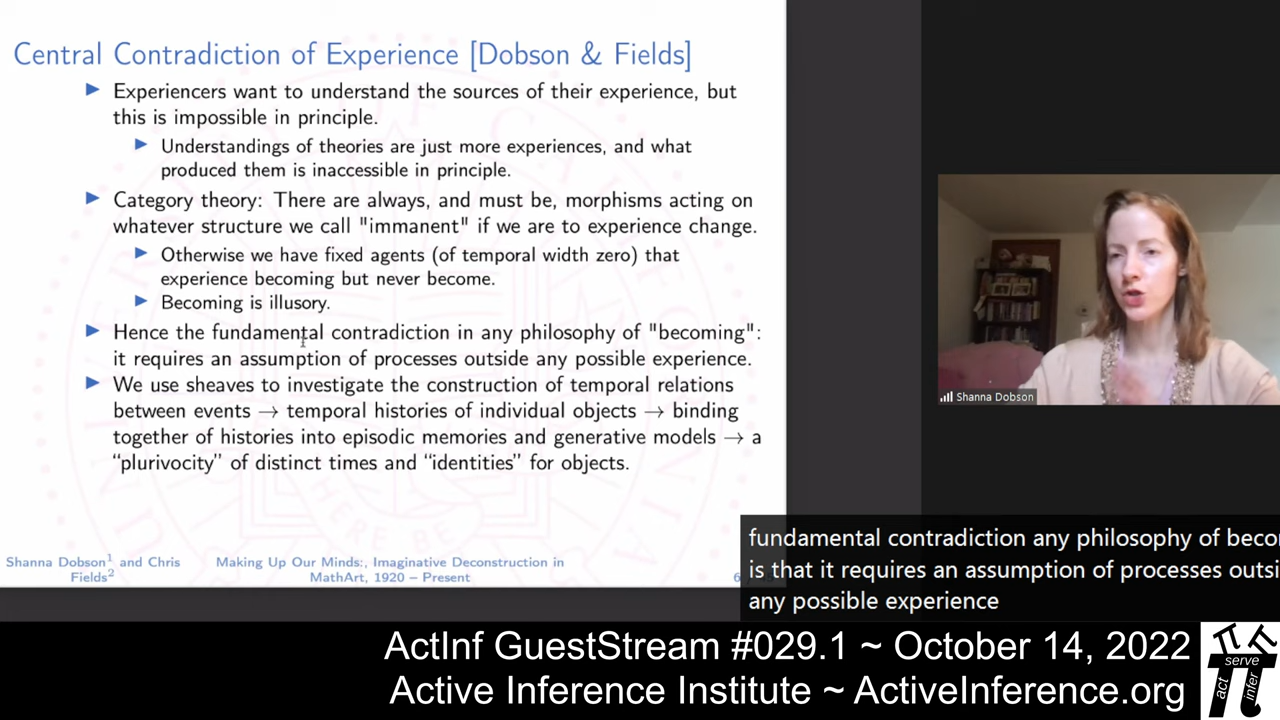 Central Contradiction of Experience [Dobson & Fields]
▶ Experiencers want to understand the sources of their experience, but
this is impossible in principle.
▶ Understandings of theories are just more experiences, and what
produced them is inaccessible in principle.
▶ Category theory: There are always, and must be, morphisms acting on
whatever structure we call "immanent" if we are to experience change.
▶ Otherwise we have fixed agents (of temporal width zero) that
experience becoming but never become.
▶ Becoming is illusory.
▶ Hence the fundamental contradiction in any philosophy of "becoming":
it requires an assumption of processes outside any possible experience.
▶ We use sheaves to investigate the construction of temporal relations
between events → temporal histories of individual objects → binding
together of histories into episodic memories and generative models → a
“plurivocity” of distinct times and “identities” for objects.
Shanna Dobson¹ and Chris
Fields²
Making Up Our Minds:, Imaginative Deconstruction in
MathArt, 1920 – Present
6
Shanna Dobson
fundamental contradiction any philosophy of beco
is that it requires an assumption of processes outsi
any possible experience
ActInf GuestStream #029.1 ~ October 14, 2022
Active Inference Institute ~ ActiveInference.org
serve
act
infer